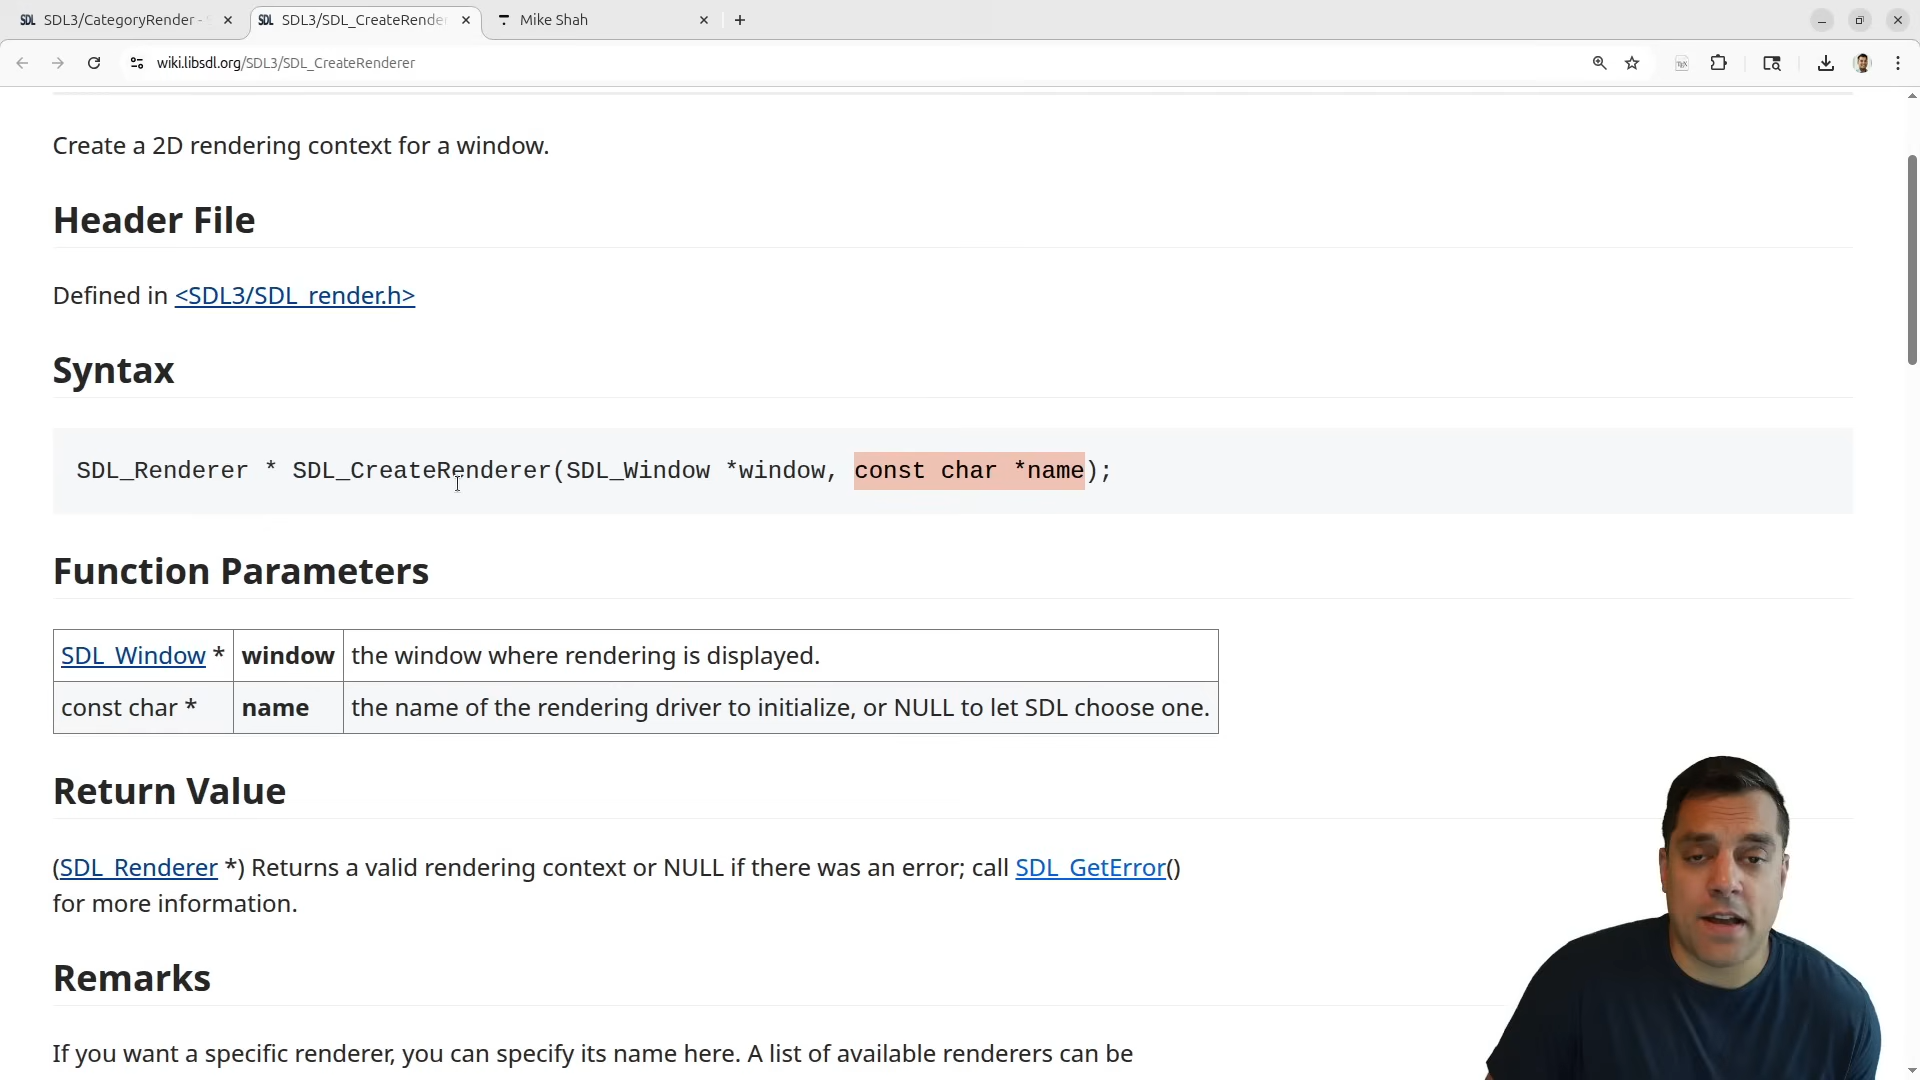 SDL3/CategoryRender -
SDL3/SDL_CreateRende
Mike Shah
wiki.libsdl.org/SDL3/SDL_CreateRenderer
Create a 2D rendering context for a window.
Header File
Defined in <SDL3/SDL_render.h>
Syntax
SDL_Renderer * SDL_CreateRenderer(SDL_Window *window, const char *name);
Function Parameters
SDL_Window * window the window where rendering is displayed.
const char * name the name of the rendering driver to initialize, or NULL to let SDL choose one.
Return Value
(SDL_Renderer *) Returns a valid rendering context or NULL if there was an error; call SDL_GetError()
for more information.
Remarks
If you want a specific renderer, you can specify its name here. A list of available renderers can be